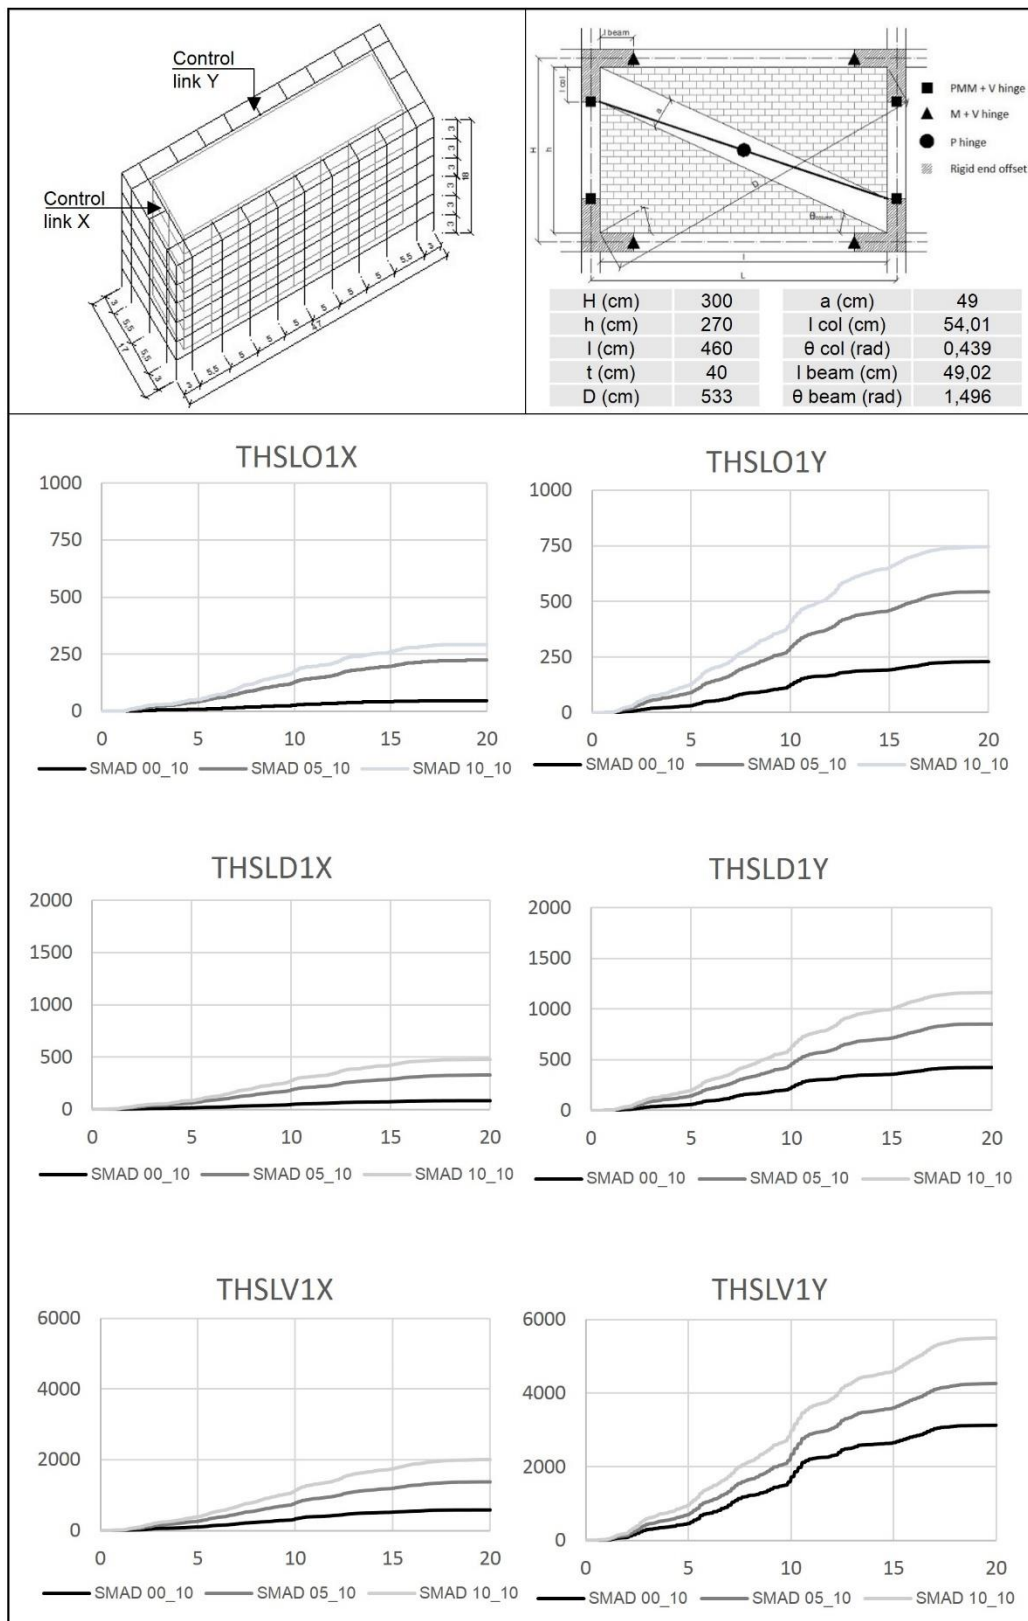 Control
link Y
Control
link X
3
3
3
3
3
3
18
3
5,5
5,5
3
17
3
5,5
5
5
5
5
5
5,5
5,5
3
47
l beam
l col
H
h
a
D
l
L
PMM + V hinge
M + V hinge
P hinge
Rigid end offset
H (cm) 300 a (cm) 49
h (cm) 270 l col (cm) 54,01
l (cm) 460 θ col (rad) 0,439
t (cm) 40 l beam (cm) 49,02
D (cm) 533 θ beam (rad) 1,496
THSLO1X
1000
750
500
250
0
0 5 10 15 20
SMAD 00_10 SMAD 05_10 SMAD 10_10
THSLO1Y
1000
750
500
250
0
0 5 10 15 20
SMAD 00_10 SMAD 05_10 SMAD 10_10
THSLD1X
2000
1500
1000
500
0
0 5 10 15 20
SMAD 00_10 SMAD 05_10 SMAD 10_10
THSLD1Y
2000
1500
1000
500
0
0 5 10 15 20
SMAD 00_10 SMAD 05_10 SMAD 10_10
THSLV1X
6000
4000
2000
0
0 5 10 15 20
SMAD 00_10 SMAD 05_10 SMAD 10_10
THSLV1Y
6000
4000
2000
0
0 5 10 15 20
SMAD 00_10 SMAD 05_10 SMAD 10_10